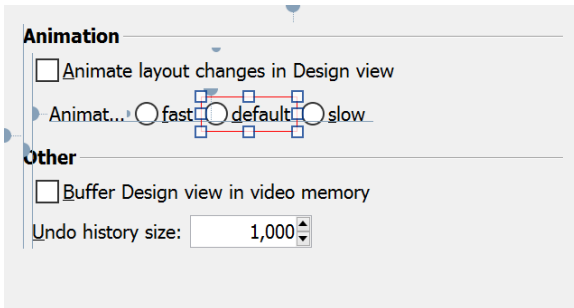 Animation
Animate layout changes in Design view
Animat... fast default slow
Other
Buffer Design view in video memory
Undo history size: 1,000